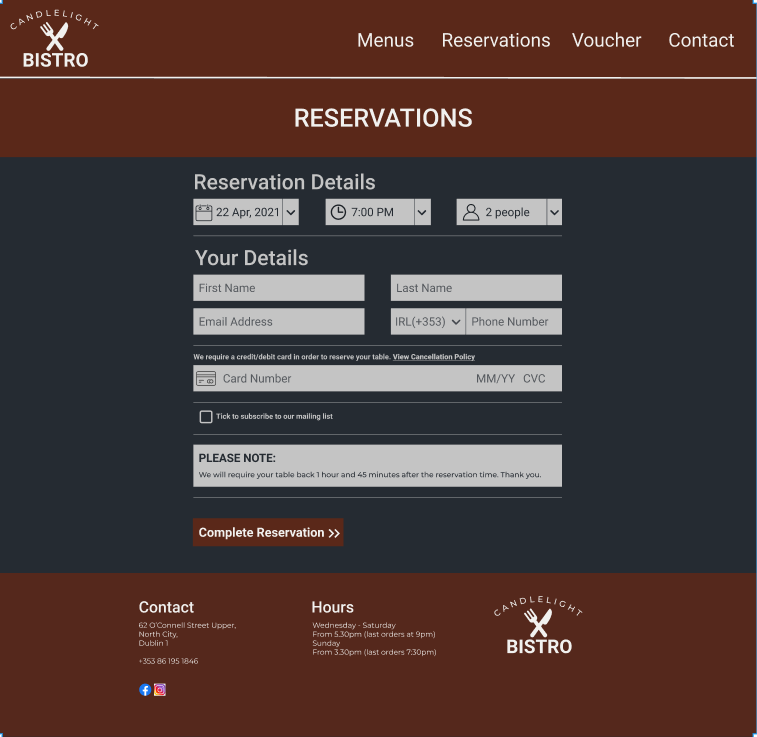 CANDLELIGHT
BISTRO
Menus Reservations Voucher Contact
RESERVATIONS
Reservation Details
22 Apr, 2021 7:00 PM 2 people
Your Details
First Name Last Name
Email Address IRL(+353) Phone Number
We require a credit/debit card in order to reserve your table. View Cancellation Policy
Card Number MM/YY CVC
Tick to subscribe to our mailing list
PLEASE NOTE:
We will require your table back 1 hour and 45 minutes after the reservation time. Thank you.
Complete Reservation >>
Contact
62 O'Connell Street Upper,
North City,
Dublin 1
+353 86 195 1846
Hours
Wednesday - Saturday
From 5.30pm (last orders at 9pm)
Sunday
From 3.30pm (last orders 7:30pm)
CANDLELIGHT
BISTRO